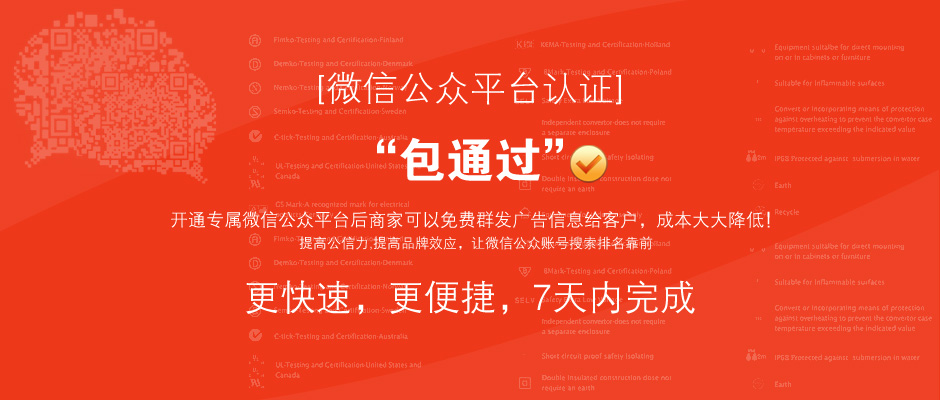 Fimko-Testing and Certification-Finland
KEMA-Testing and Certification-Holland
Equipment suitalbe for direct mounting
on or in cabinets or furniture
Demko-Testing and Certification-Denmark
BMark-Testing and Certification-Poland
Suitable for inflammable surfaces
[微信公众平台认证]
Semko-Testing and Certification-Sweden
Convert or incorporating means of protection
against overheating to prevent the convertor case
temperature exceeding the indicated value
Independent convertor does not require
a separate enclosure
C-tick-Testing and Certification-Australia
“包通过”
Short circuit proof safety isolating
IP68 Protected against submersion in water
UL-Testing and Certification-United States and
Canada
Double insulated construction-dose not
require an earth
Earth
GS Mark-A recognized mark for electrical
Recycle
开通专属微信公众平台后商家可以免费群发广告信息给客户，成本大大降低！
提高公信力,提高品牌效应，让微信公众账号搜索排名靠前
Equipment suitalbe for direct mounting
on or in cabinets or furniture
Demko-Testing and Certification-Denmark
BMark-Testing and Certification-Poland
Suitable for inflammable surfaces
更快速，更便捷，7天内完成
Convert or incorporating means of protection
against overheating to prevent the convertor case
temperature exceeding the indicated value
Independent convertor does not require
a separate enclosure
C-tick-Testing and Certification-Australia
Short circuit proof safety isolating
IP68 Protected against submersion in water
UL-Testing and Certification-United States and
Canada
Double insulated construction-dose not
require an earth
Earth